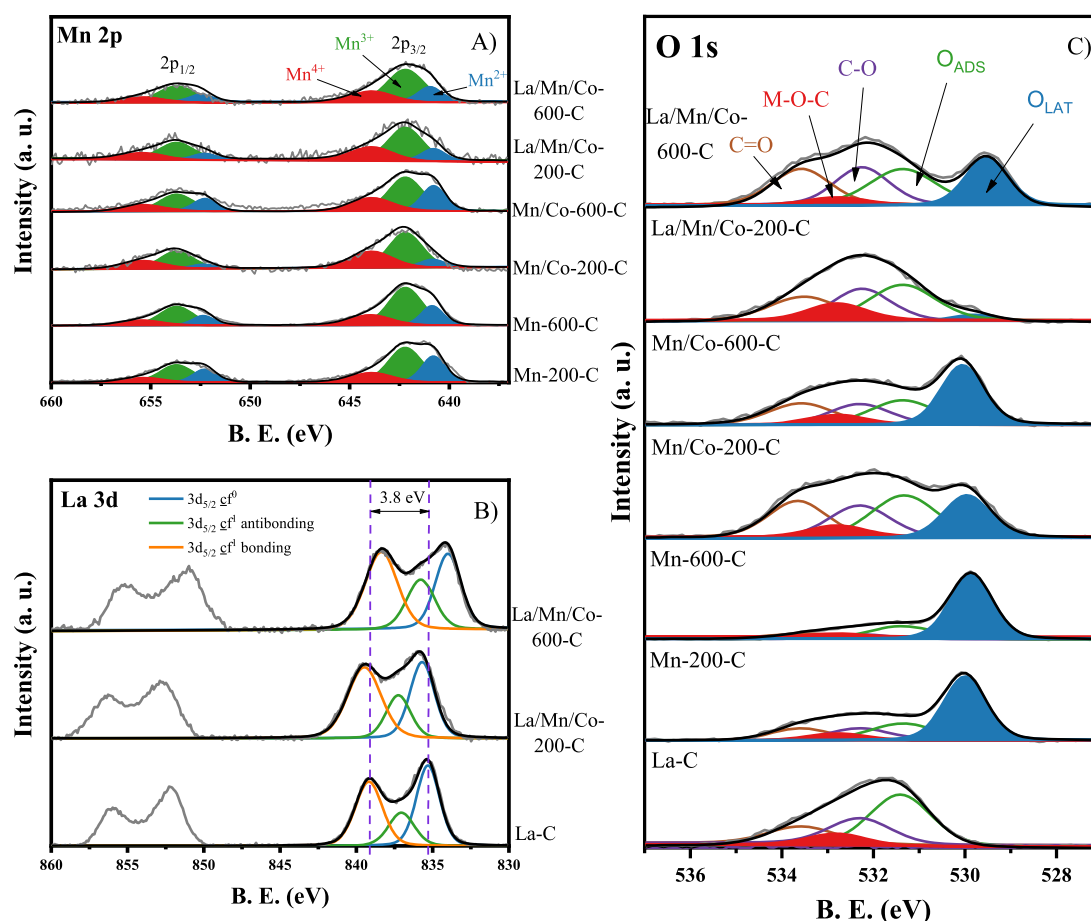 Mn 2p
A)
2p1/2
Mn4+
Mn3+
2p3/2
Mn2+
La/Mn/Co-
600-C
La/Mn/Co-
200-C
Mn/Co-600-C
Mn/Co-200-C
Mn-600-C
Mn-200-C
Intensity (a. u.)
660 655 650 645 640
B. E. (eV)
La 3d
B)
3d5/2 cf0
3d5/2 cf1 antibonding
3d5/2 cf1 bonding
3.8 eV
La/Mn/Co-
600-C
La/Mn/Co-
200-C
La-C
Intensity (a. u.)
860 855 850 845 840 835 830
B. E. (eV)
O 1s
C)
C-O
OADS
M-O-C
OLAT
C=O
La/Mn/Co-
600-C
La/Mn/Co-200-C
Mn/Co-600-C
Mn/Co-200-C
Mn-600-C
Mn-200-C
La-C
Intensity (a. u.)
536 534 532 530 528
B. E. (eV)